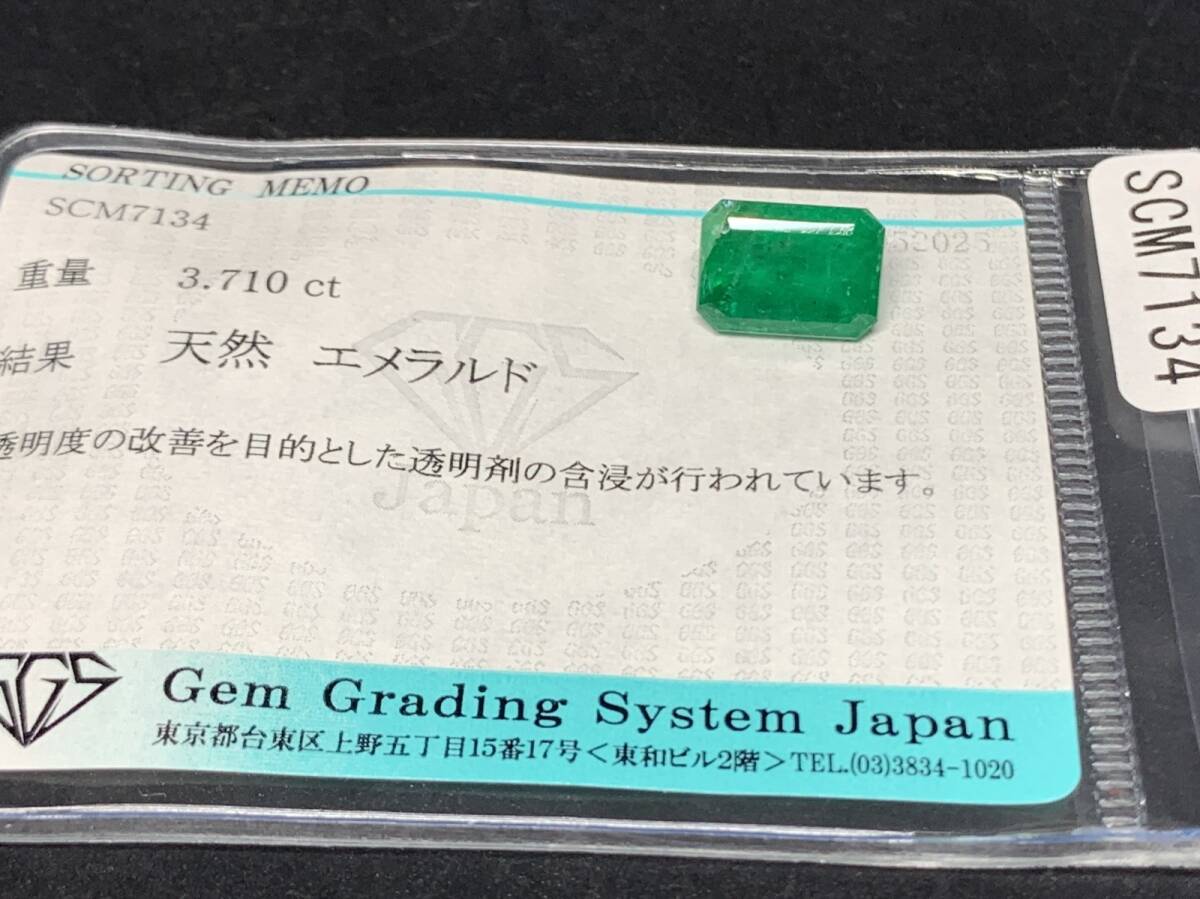 SORTING MEMO
SCM7134
52025
重量 3.710 ct
結果 天然 エメラルド
透明度の改善を目的とした透明剤の含浸が行われています。
Japan
GGS
Gem Grading System Japan
東京都台東区上野五丁目15番17号<東和ビル2階>TEL.(03)3834-1020
SCM7134